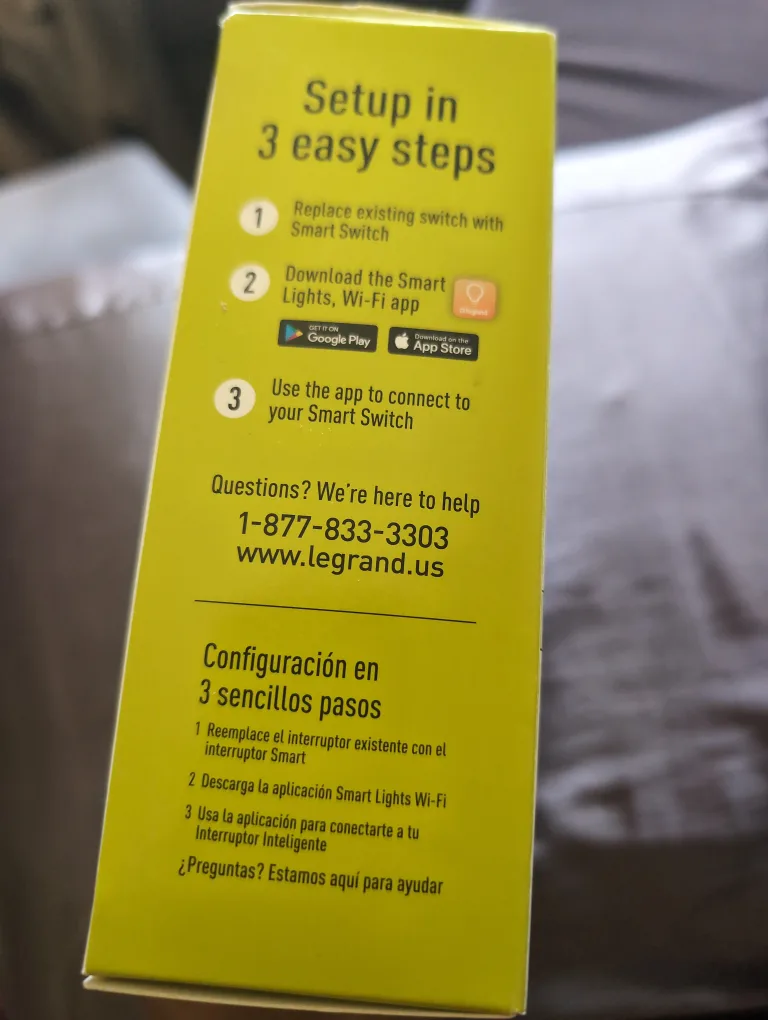 Setup in
3 easy steps
1 Replace existing switch with
Smart Switch
2 Download the Smart
Lights, Wi-Fi app
legrand
GET IT ON
Google Play
Download on the
App Store
3 Use the app to connect to
your Smart Switch
Questions? We're here to help
1-877-833-3303
www.legrand.us
Configuración en
3 sencillos pasos
1 Reemplace el interruptor existente con el
interruptor Smart
2 Descarga la aplicación Smart Lights Wi-Fi
3 Usa la aplicación para conectarte a tu
Interruptor Inteligente
¿Preguntas? Estamos aquí para ayudar